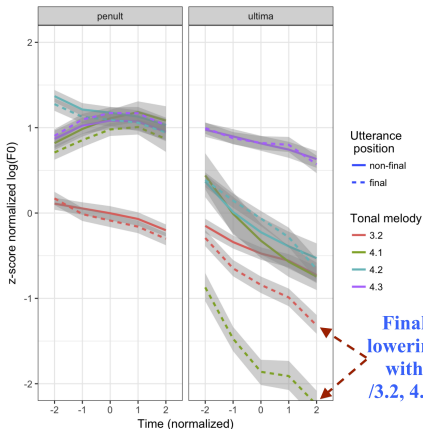 penult
ultima
z-score normalized log(F0)
2
1
0
-1
-2
-2 -1 0 1 2
-2 -1 0 1 2
Time (normalized)
Utterance
position
non-final
final
Tonal melody
3.2
4.1
4.2
4.3
Final
lowerin
with
/3.2, 4.